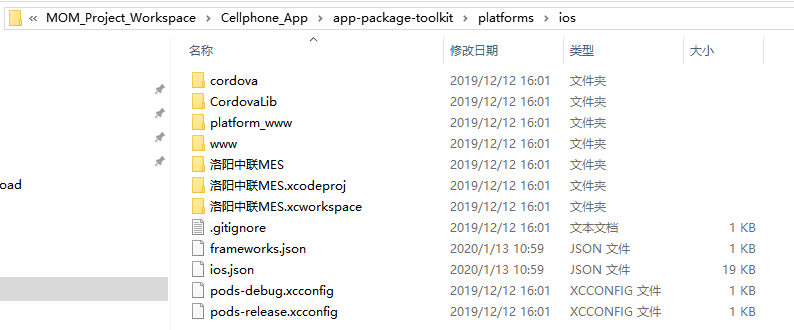 « MOM_Project_Workspace > Cellphone_App > app-package-toolkit > platforms > ios
名称 修改日期 类型 大小
cordova 2019/12/12 16:01 文件夹
CordovaLib 2019/12/12 16:01 文件夹
platform_www 2019/12/12 16:01 文件夹
www 2019/12/12 16:01 文件夹
洛阳中联MES 2019/12/12 16:01 文件夹
oad 洛阳中联MES.xcodeproj 2019/12/12 16:01 文件夹
洛阳中联MES.xcworkspace 2019/12/12 16:01 文件夹
.gitignore 2019/12/12 16:01 文本文档 1 KB
frameworks.json 2020/1/13 10:59 JSON 文件 1 KB
ios.json 2020/1/13 10:59 JSON 文件 19 KB
pods-debug.xcconfig 2019/12/12 16:01 XCCONFIG 文件 1 KB
pods-release.xcconfig 2019/12/12 16:01 XCCONFIG 文件 1 KB